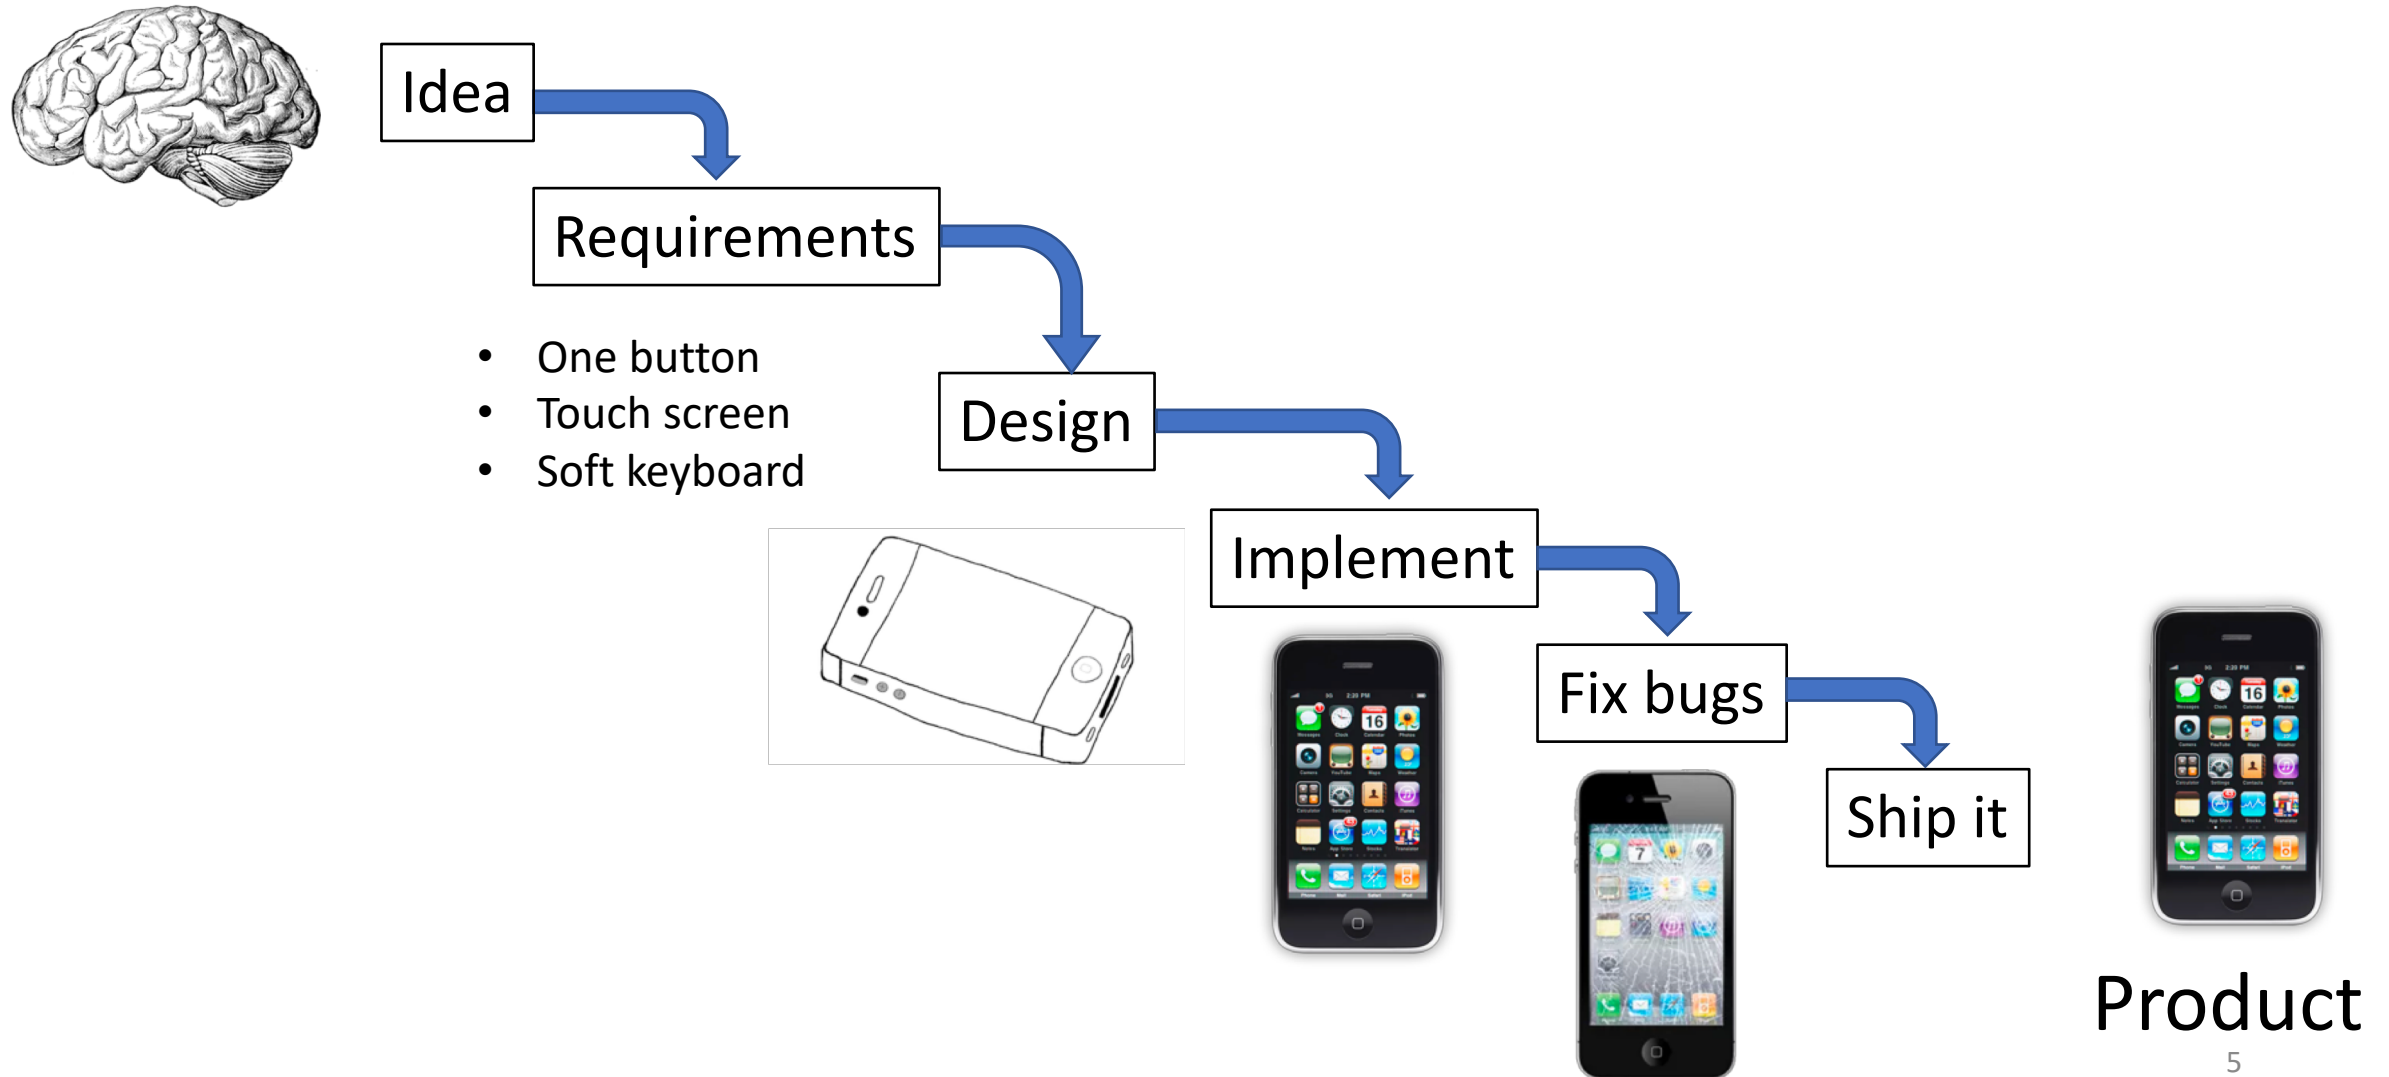 Idea
Requirements
• One button
• Touch screen
• Soft keyboard
Design
Implement
Fix bugs
Ship it
Product
5